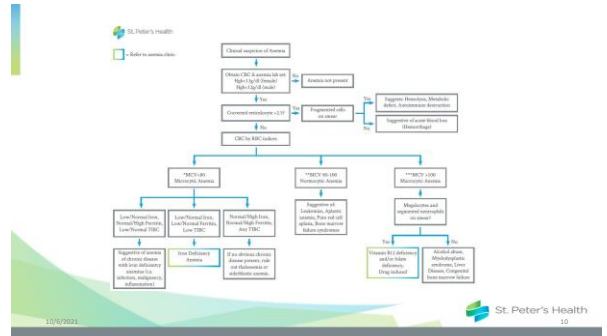 St. Peter's Health
= Refer to anemia clinic
Clinical suspicion of Anemia
Obtain CBC & anemia lab set
Hgb<13g/dl (female)
Hgb<12g/dl (male)
No
Anemia not present
Yes
Corrected reticulocyte <2.5?
Yes
Fragmented cells
on smear
Yes
Suggests Hemolysis, Metabolic
defect, Autoimmune destruction
No
Suggestive of acute blood loss
(Hemorrhage)
No
CBC by RBC indices
*MCV<80
Microcytic Anemia
**MCV 80-100
Normocytic Anemia
***MCV >100
Macrocytic Anemia
Low/Normal Iron,
Normal/High Ferritin,
Low/Normal TIBC
Low/Normal Iron,
Low/Normal Ferritin,
Low TIBC
Normal/High Iron,
Normal/High Ferritin,
Any TIBC
Suggestive of:
Leukemias, Aplastic
anemia, Pure red cell
aplasia, Bone marrow
failure syndromes
Megalocytes and
segmented neutrophils
on smear?
Suggestive of anemia
of chronic disease
with iron deficiency
anemia (i.e.
infection, malignancy,
inflammation)
Iron Deficiency
Anemia
If no obvious chronic
disease present, rule
out thalassemia or
sideroblastic anemia.
Yes
No
Vitamin B12 deficiency
and/or folate
deficiency,
Drug induced
Alcohol abuse,
Myelodysplastic
syndrome, Liver
Disease, Congenital
bone marrow failure
10/6/2021
St. Peter's Health
10